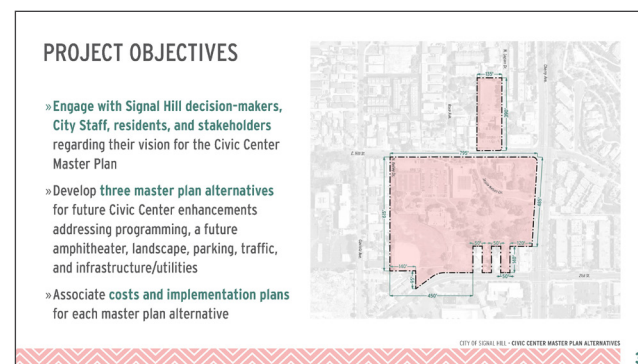 PROJECT OBJECTIVES
»Engage with Signal Hill decision-makers,
City Staff, residents, and stakeholders
regarding their vision for the Civic Center
Master Plan
»Develop three master plan alternatives
for future Civic Center enhancements
addressing programming, a future
amphitheater, landscape, parking, traffic,
and infrastructure/utilities
»Associate costs and implementation plans
for each master plan alternative
CITY OF SIGNAL HILL - CIVIC CENTER MASTER PLAN ALTERNATIVES